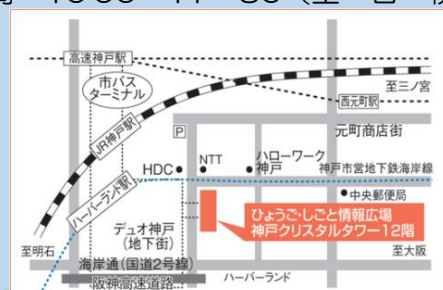 高速神戸駅
市バス
ターミナル
至三ノ宮
西元町駅
元町商店街
P
JR神戸駅
HDC
NTT
ハローワーク
神戸
神戸市営地下鉄海岸線
ハーバーランド駅
中央郵便局
デュオ神戸
(地下街)
ひょうご・しごと情報広場
神戸クリスタルタワー12階
至明石
至大阪
海岸通(国道2号線)
ハーバーランド
阪神高速道路